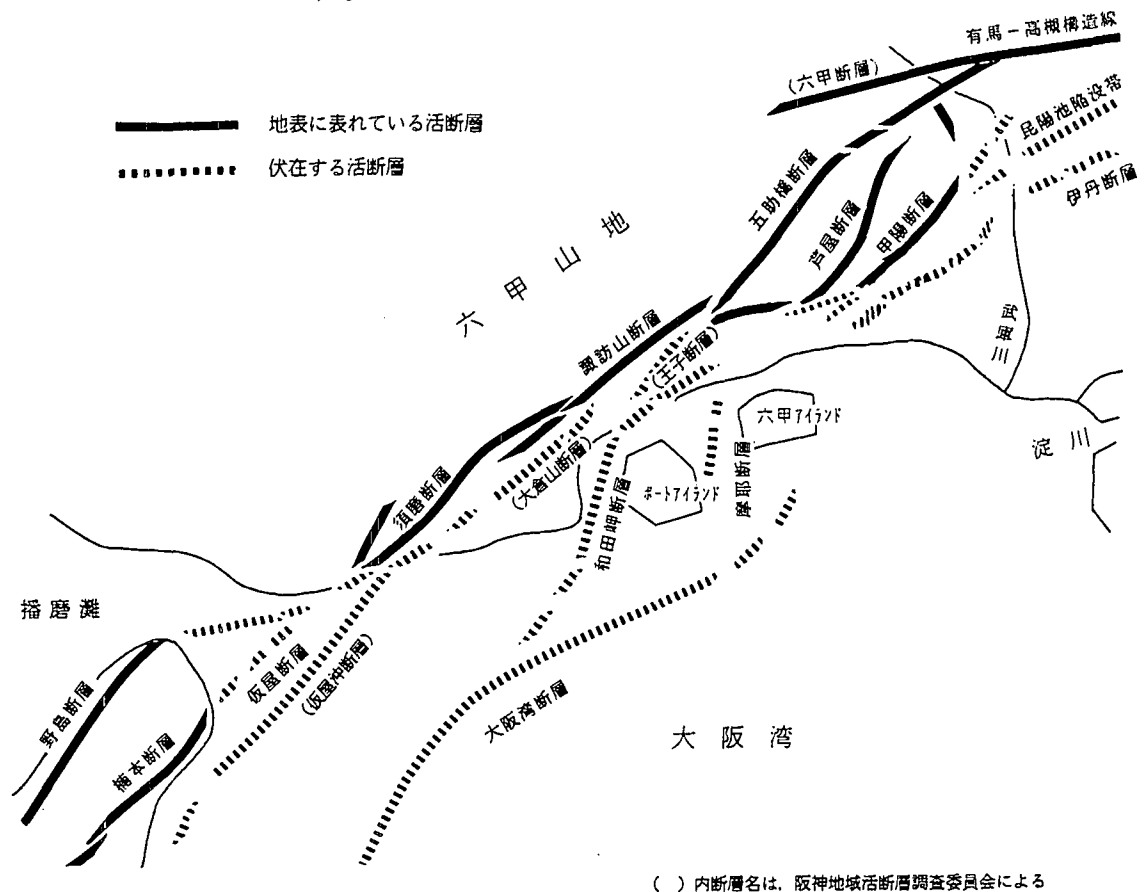 有馬－高槻構造線
(六甲断層)
地表に表れている活断層
伏在する活断層
昆陽池陥没帯
伊丹断層
五助橋断層
芦屋断層
甲陽断層
六甲山地
諏訪山断層
(王子断層)
武庫川
六甲アイランド
淀川
須磨断層
(大倉山断層)
ポートアイランド
摩耶断層
和田岬断層
播磨灘
仮屋断層
(仮屋沖断層)
大阪湾断層
大阪湾
野島断層
楠本断層
( )内断層名は、阪神地域活断層調査委員会による